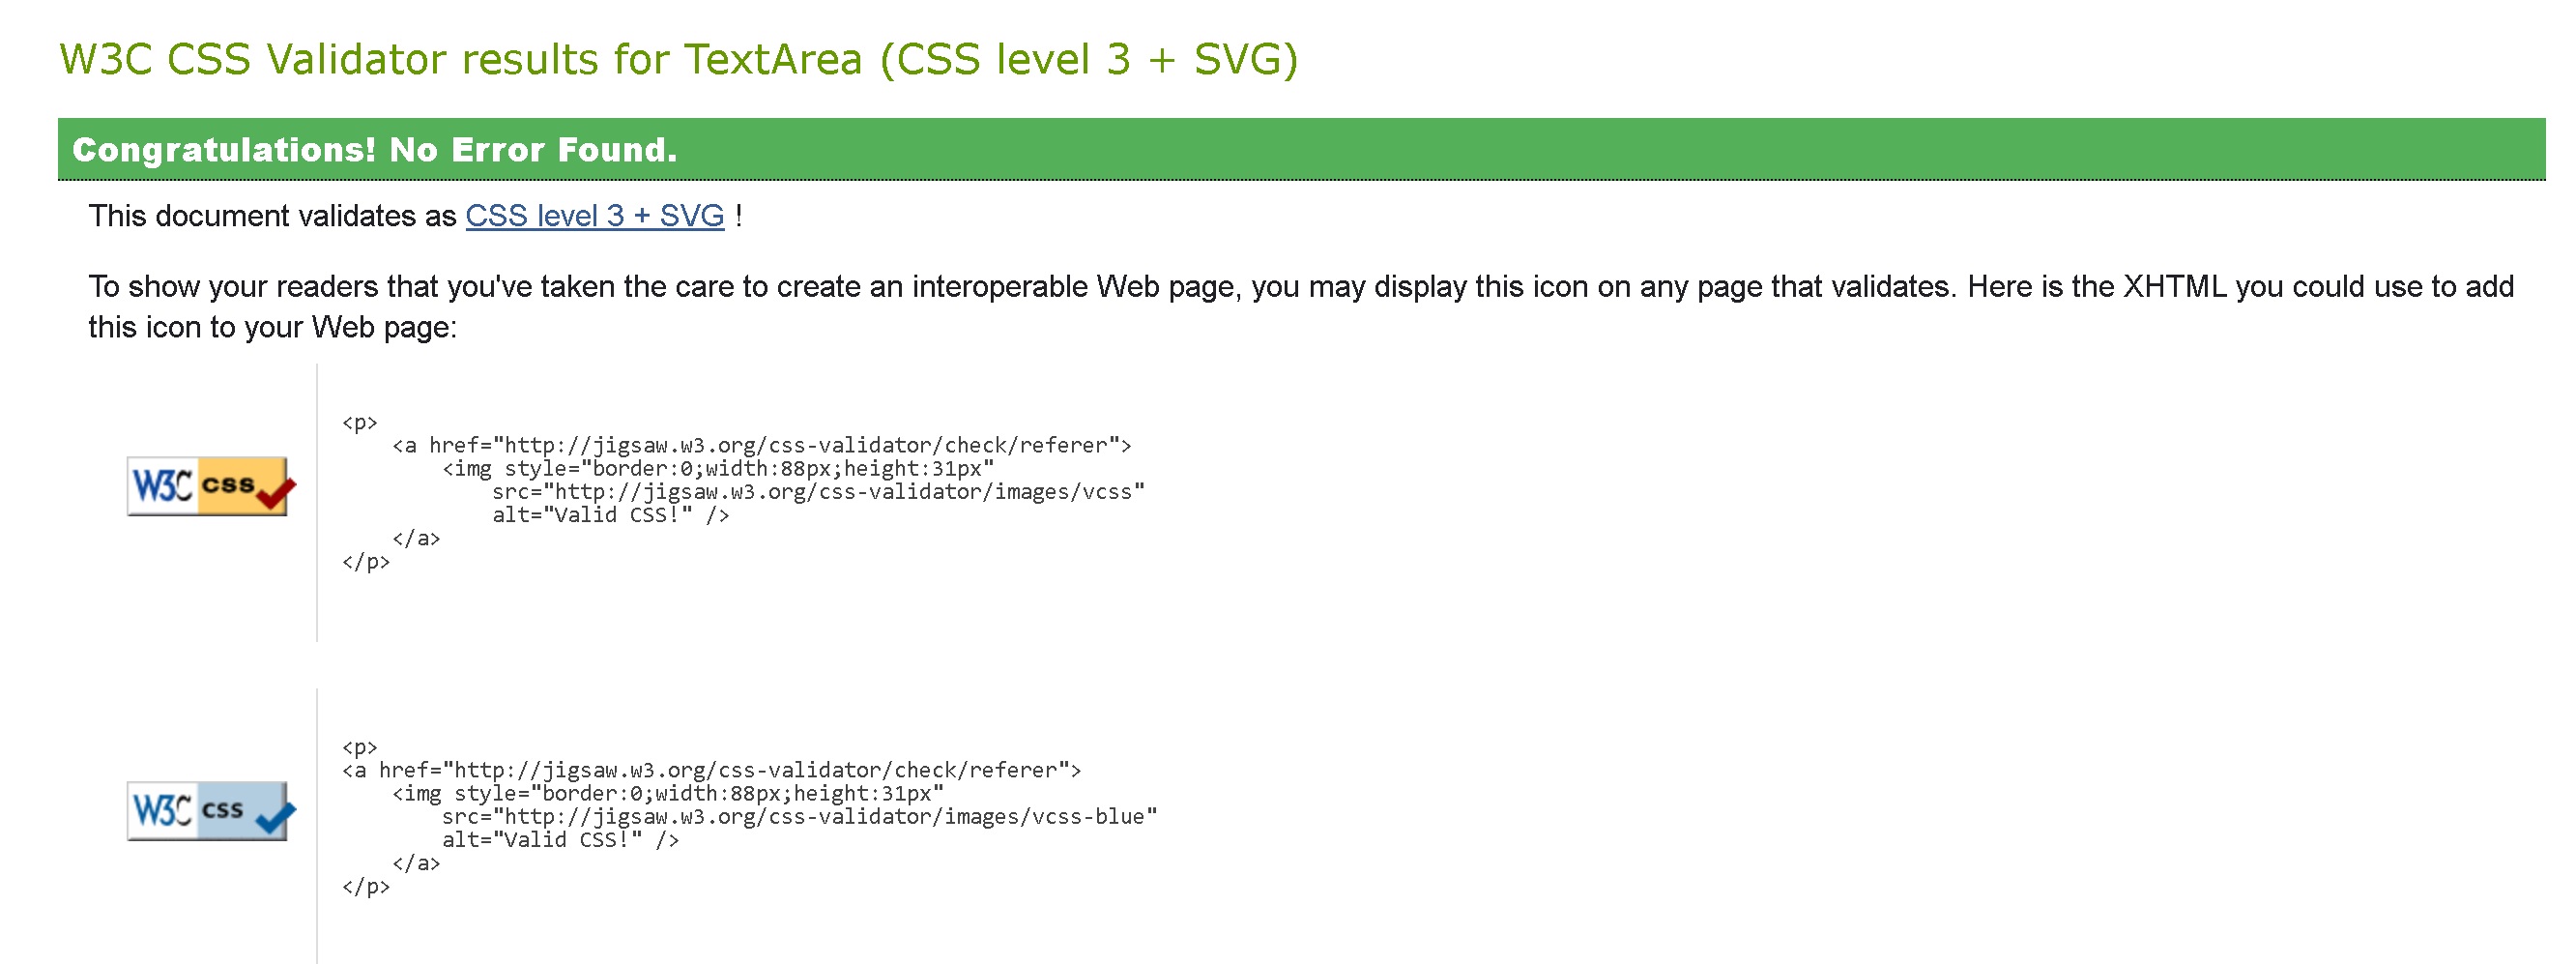 W3C CSS Validator results for TextArea (CSS level 3 + SVG)
Congratulations! No Error Found.
This document validates as CSS level 3 + SVG !
To show your readers that you've taken the care to create an interoperable Web page, you may display this icon on any page that validates. Here is the XHTML you could use to add
this icon to your Web page:
W3C css
<p>
    <a href="http://jigsaw.w3.org/css-validator/check/referer">
        <img style="border:0;width:88px;height:31px"
            src="http://jigsaw.w3.org/css-validator/images/vcss"
            alt="Valid CSS!" />
    </a>
</p>
W3C css
<p>
<a href="http://jigsaw.w3.org/css-validator/check/referer">
    <img style="border:0;width:88px;height:31px"
        src="http://jigsaw.w3.org/css-validator/images/vcss-blue"
        alt="Valid CSS!" />
    </a>
</p>